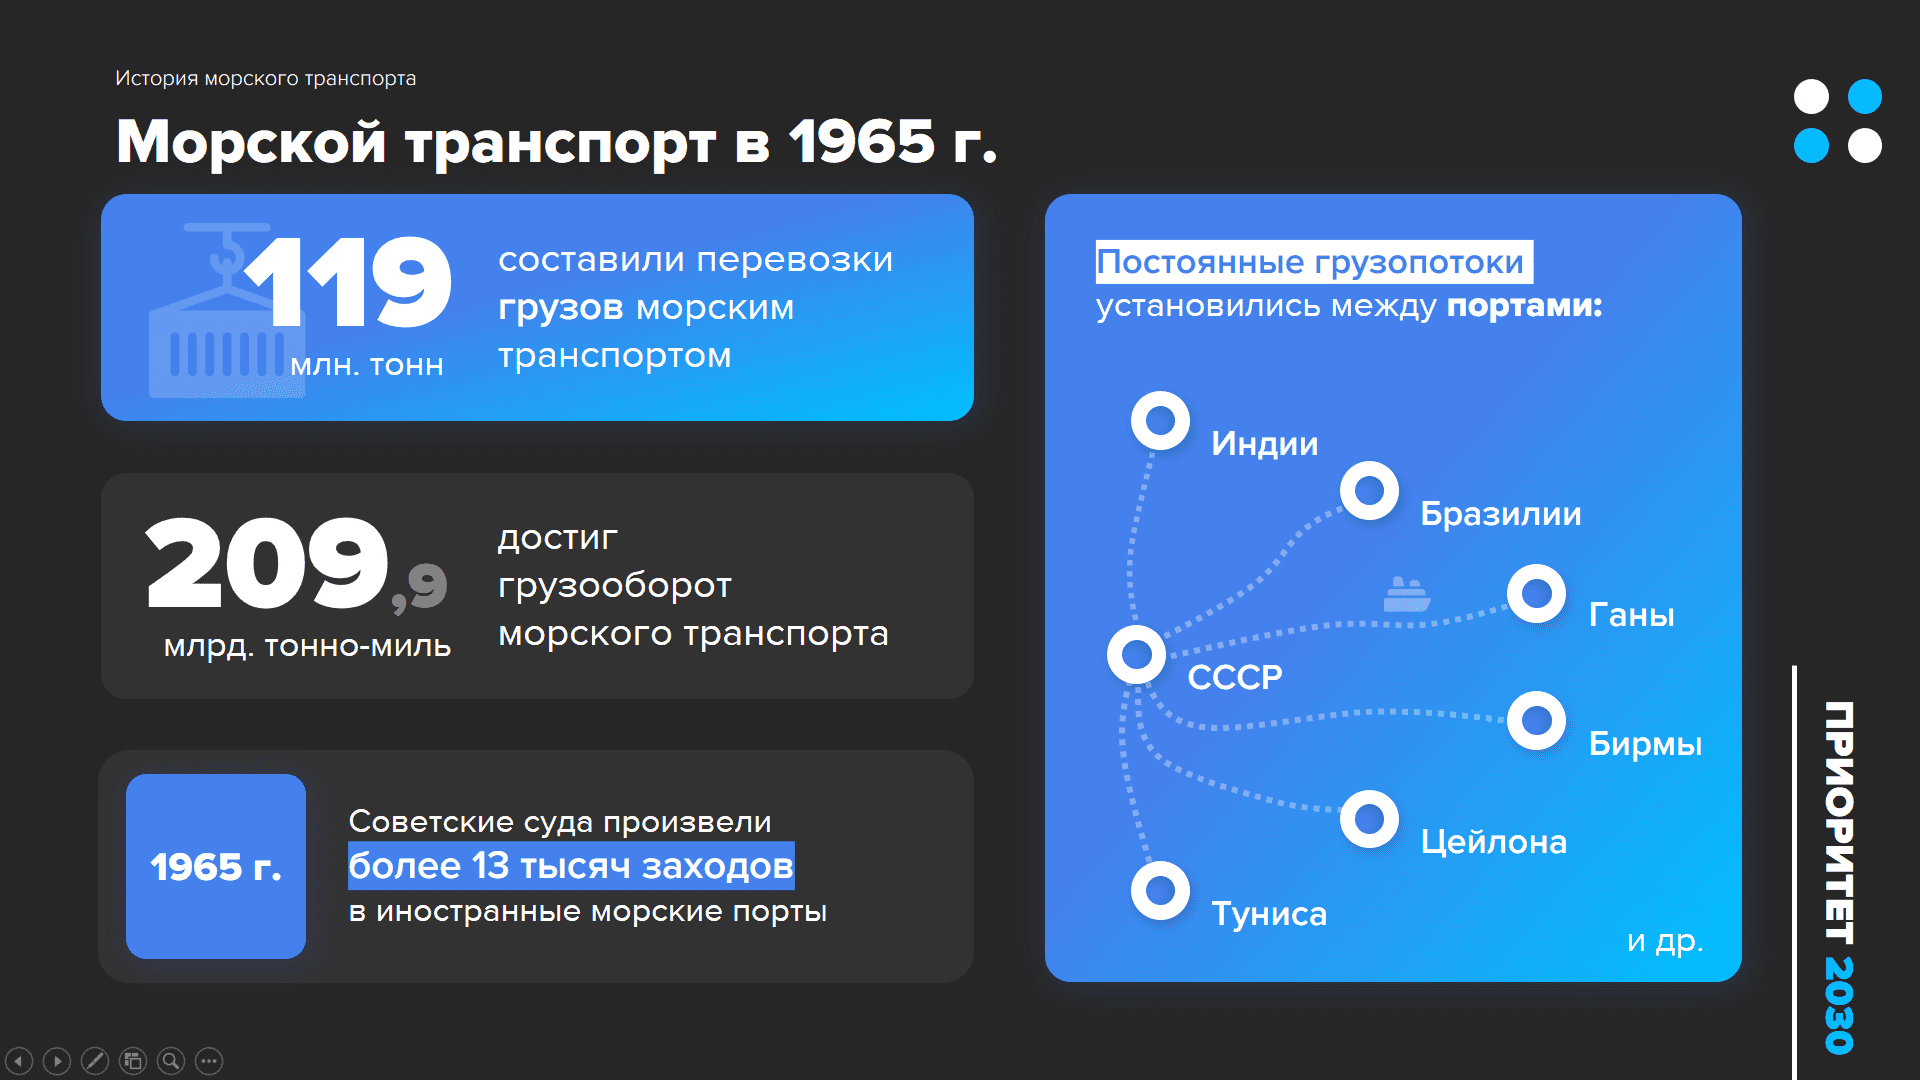 История морского транспорта
Морской транспорт в 1965 г.
119
млн. тонн
составили перевозки
грузов морским
транспортом
209,9
млрд. тонно-миль
достиг
грузооборот
морского транспорта
1965 г.
Советские суда произвели
более 13 тысяч заходов
в иностранные морские порты
Постоянные грузопотоки
установились между портами:
Индии
Бразилии
Ганы
СССР
Бирмы
Цейлона
Туниса
и др.
ПРИОРИТЕТ 2030